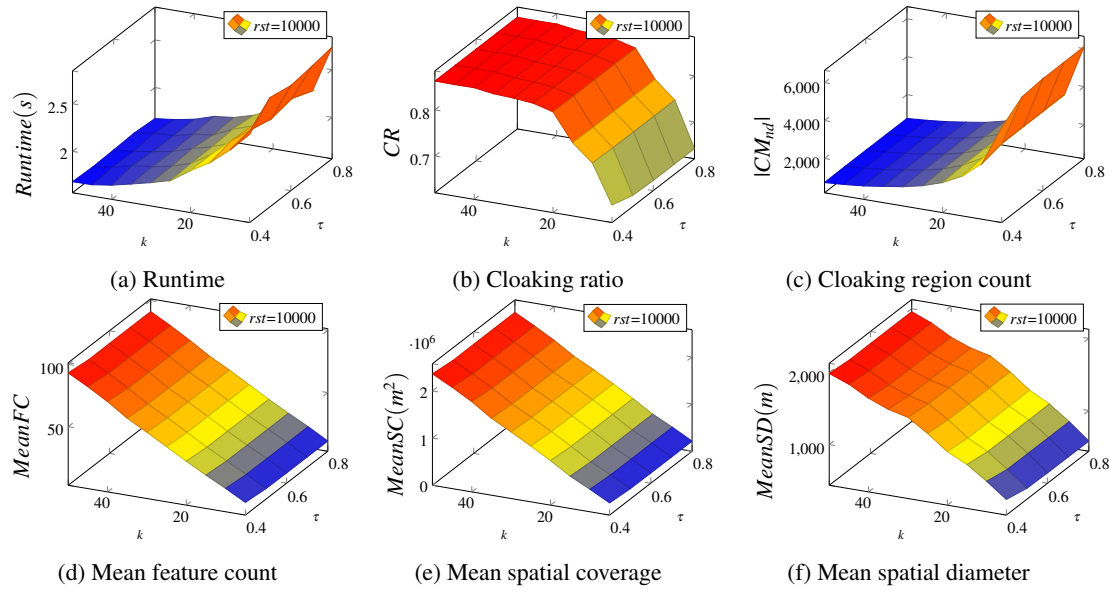 rst=10000
2.5
2
Runtime(s)
40
20
k
0.4
0.6
0.8
τ
(a) Runtime
rst=10000
0.8
0.7
CR
40
20
k
0.4
0.6
0.8
τ
(b) Cloaking ratio
rst=10000
6,000
4,000
2,000
|CM_nd|
40
20
k
0.4
0.6
0.8
τ
(c) Cloaking region count
rst=10000
100
50
MeanFC
40
20
k
0.4
0.6
0.8
τ
(d) Mean feature count
rst=10000
·10⁶
2
1
0
MeanSC(m²)
40
20
k
0.4
0.6
0.8
τ
(e) Mean spatial coverage
rst=10000
2,000
1,000
MeanSD(m)
40
20
k
0.4
0.6
0.8
τ
(f) Mean spatial diameter